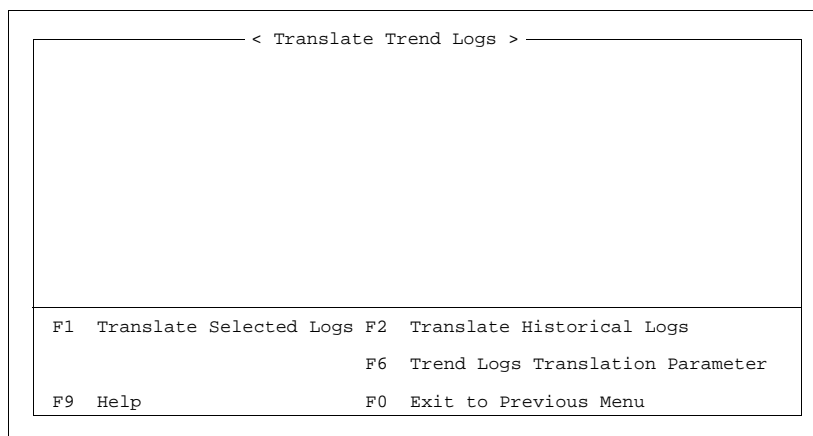 < Translate Trend Logs >
F1 Translate Selected Logs F2 Translate Historical Logs
F6 Trend Logs Translation Parameter
F9 Help F0 Exit to Previous Menu